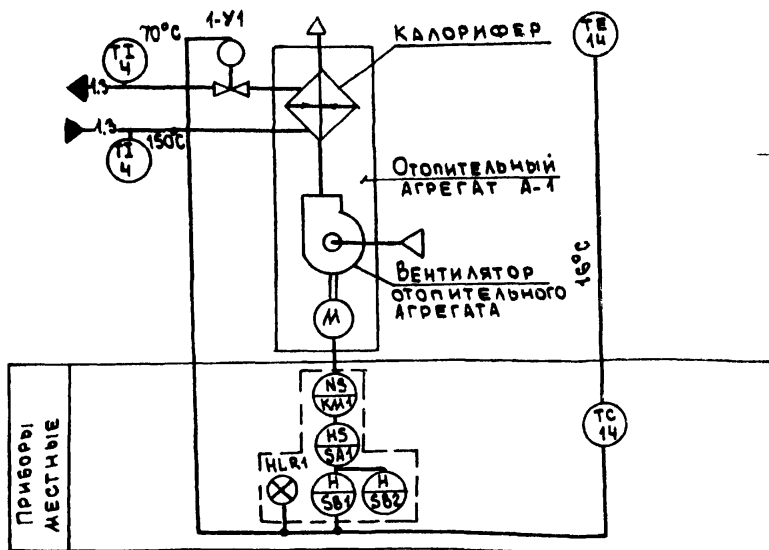 1-У1
70°С
КАЛОРИФЕР
TE
14
TI
4
1.3
1.3
150°С
TI
4
ОТОПИТЕЛЬНЫЙ
АГРЕГАТ А-1
16°С
ВЕНТИЛЯТОР
ОТОПИТЕЛЬНОГО
АГРЕГАТА
М
ПРИБОРЫ
МЕСТНЫЕ
NS
КМ1
TC
14
HS
SA1
HLR1
H
SB1
H
SB2